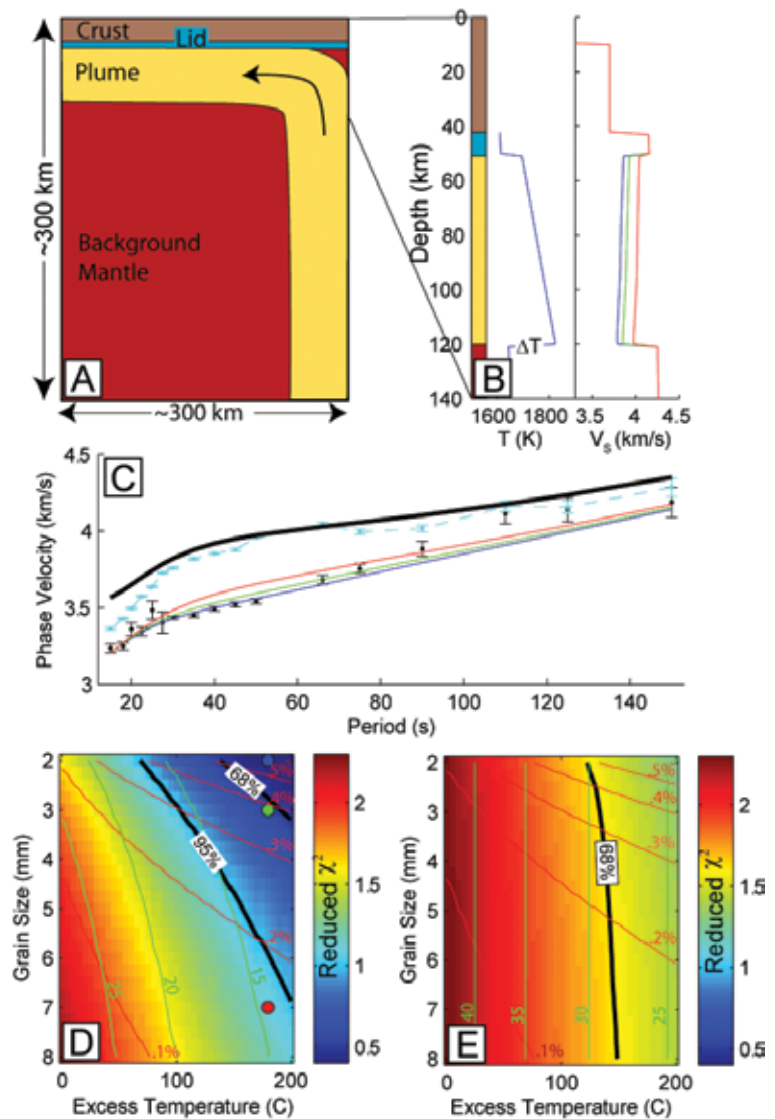 Crust
Lid
Plume
Background
Mantle
~300 km
~300 km
A
0
20
40
60
80
100
120
140
Depth (km)
ΔT
B
1600 1800
T (K)
3.5 4 4.5
Vs (km/s)
C
4.5
4
3.5
3
Phase Velocity (km/s)
20 40 60 80 100 120 140
Period (s)
2
3
4
5
6
7
8
Grain Size (mm)
68%
95%
.5%
.4%
.3%
.2%
.1%
25
20
15
D
0 100 200
Excess Temperature (C)
2
1.5
1
0.5
Reduced χ²
2
3
4
5
6
7
8
Grain Size (mm)
68%
.5%
.4%
.3%
.2%
.1%
40
35
30
25
E
0 100 200
Excess Temperature (C)
2
1.5
1
0.5
Reduced χ²